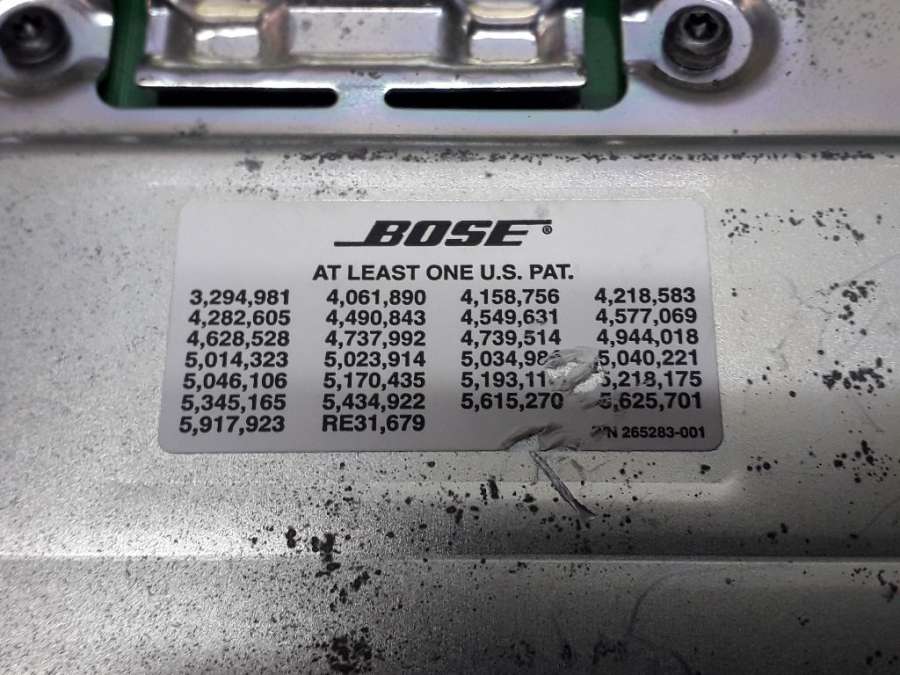 BOSE®
AT LEAST ONE U.S. PAT.
3,294,981 4,061,890 4,158,756 4,218,583
4,282,605 4,490,843 4,549,631 4,577,069
4,628,528 4,737,992 4,739,514 4,944,018
5,014,323 5,023,914 5,040,221
5,046,106 5,170,435
5,345,165 5,434,922 5,615,270
5,917,923 RE31,679 265283-001